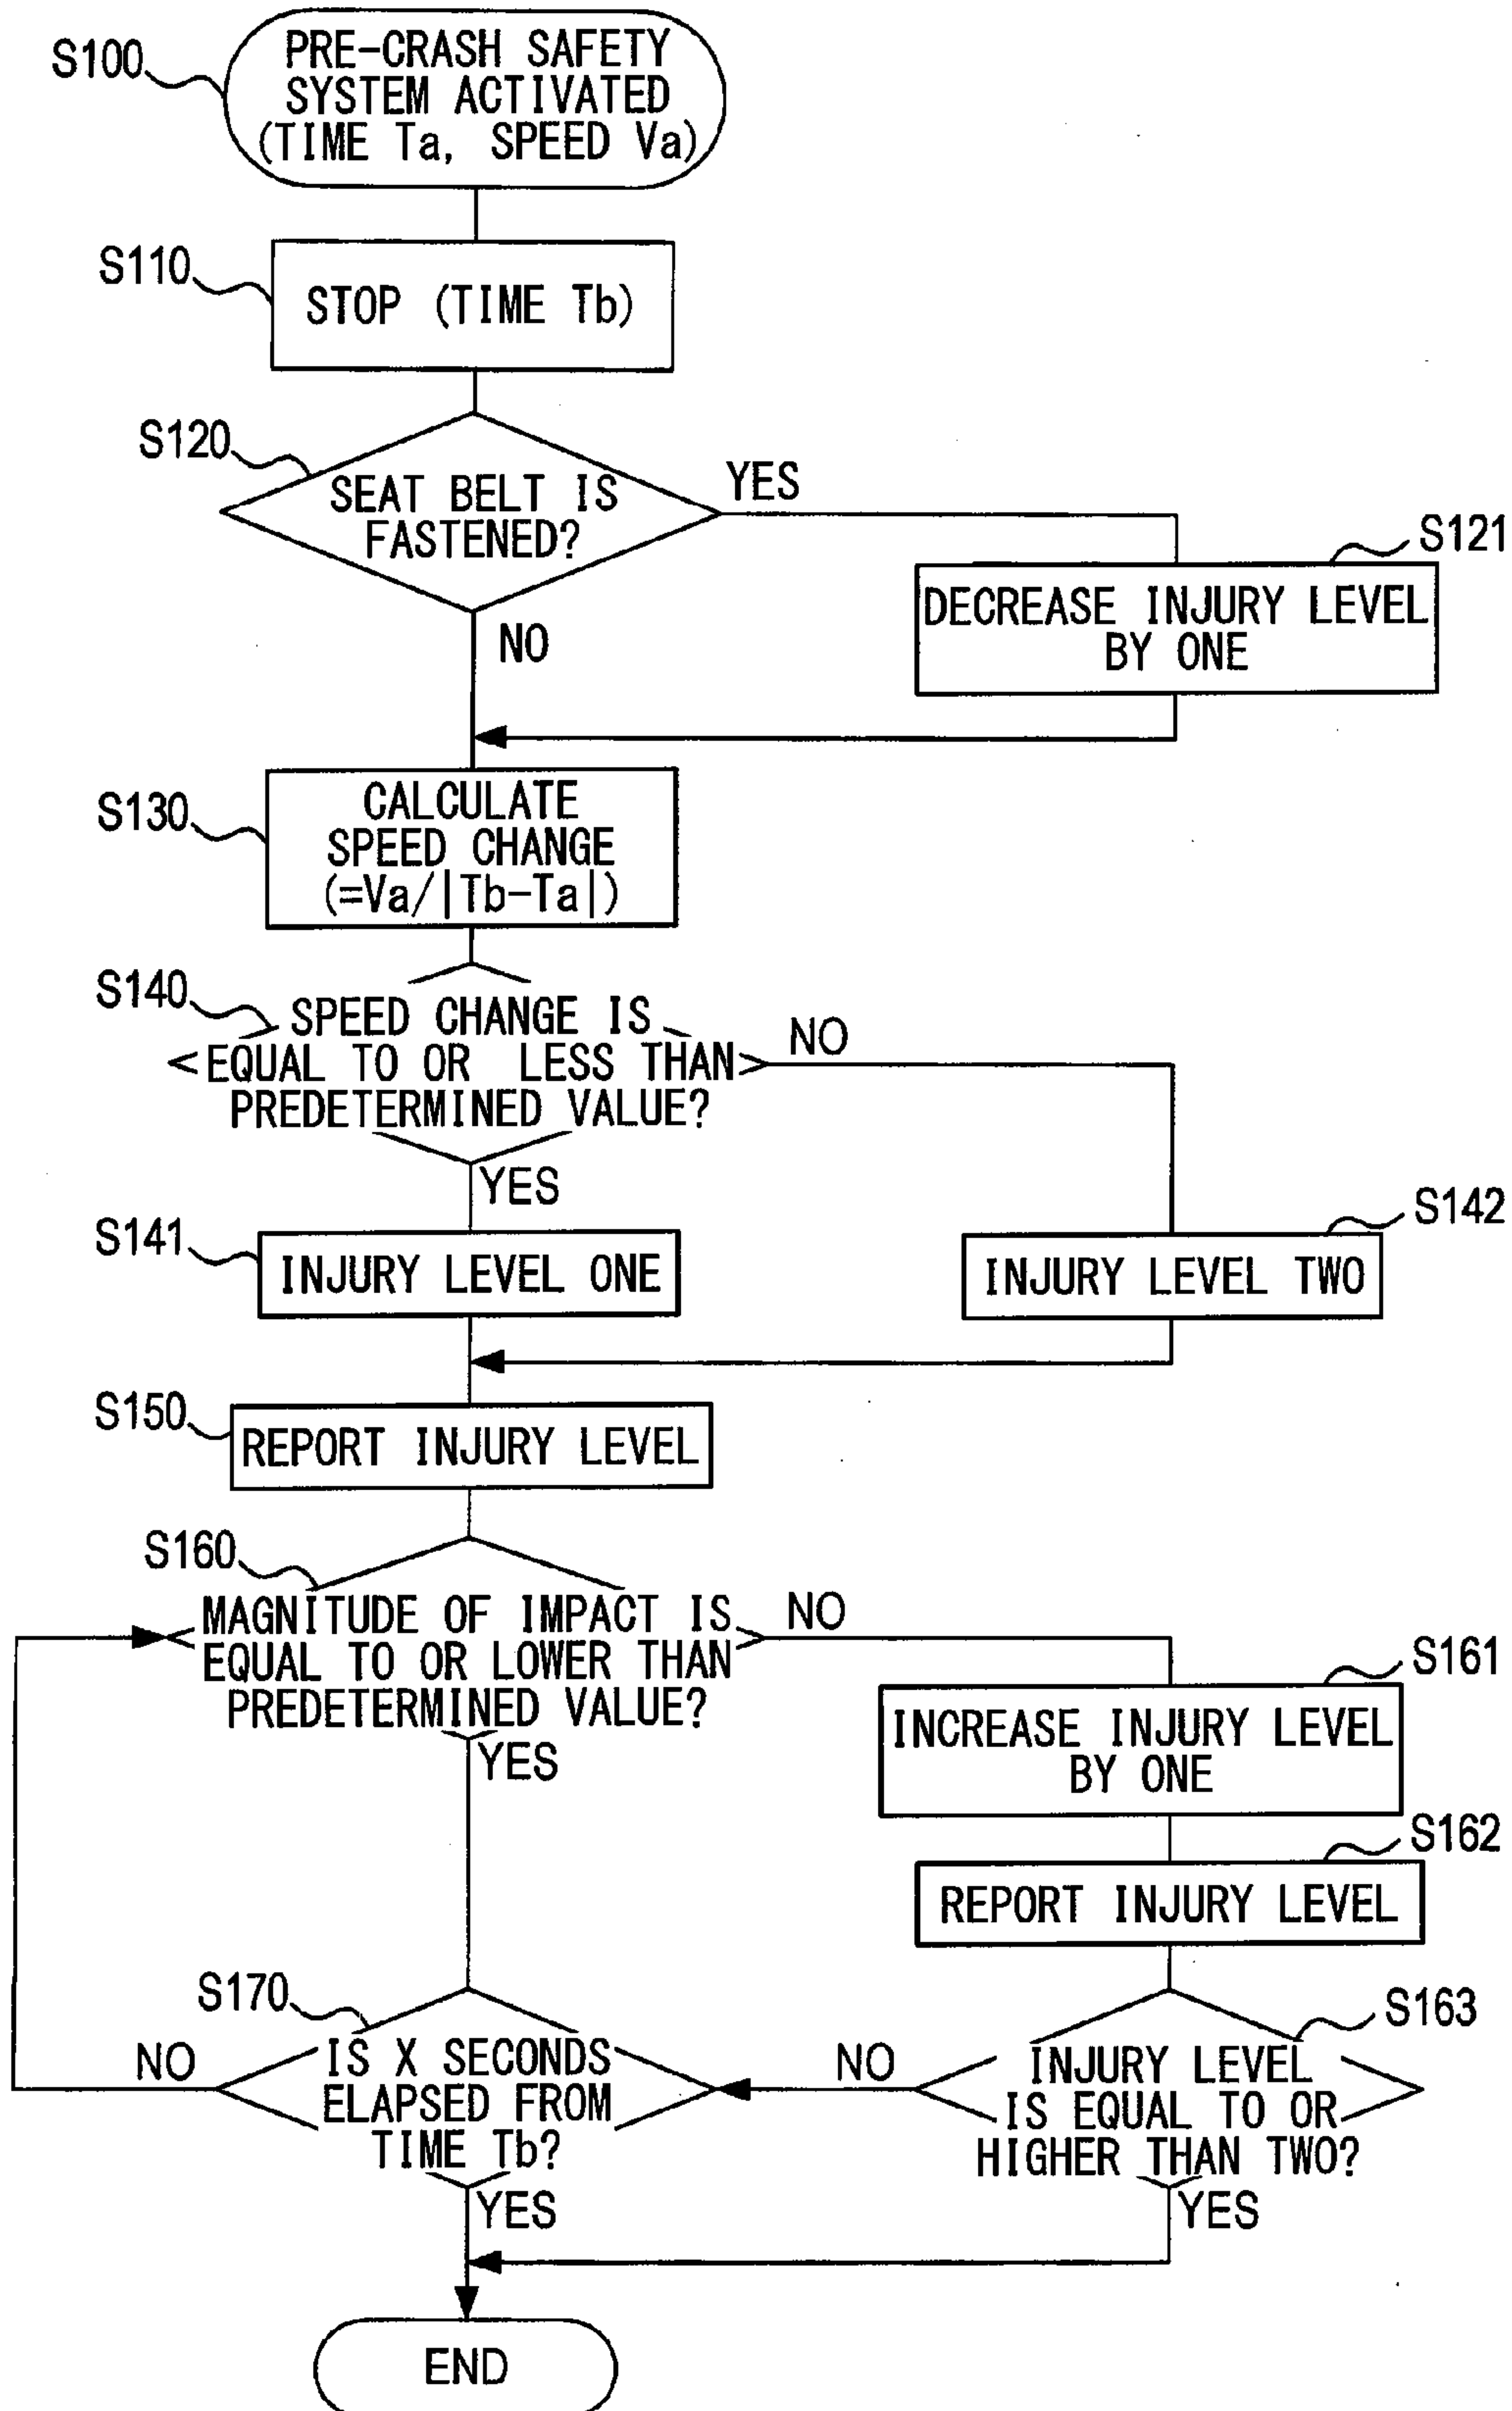 S100
PRE-CRASH SAFETY
SYSTEM ACTIVATED
(TIME Ta, SPEED Va)
S110
STOP (TIME Tb)
S120
SEAT BELT IS
FASTENED?
YES
NO
S121
DECREASE INJURY LEVEL
BY ONE
S130
CALCULATE
SPEED CHANGE
(=Va/|Tb-Ta|)
S140
SPEED CHANGE IS
EQUAL TO OR LESS THAN
PREDETERMINED VALUE?
NO
YES
S141
INJURY LEVEL ONE
S142
INJURY LEVEL TWO
S150
REPORT INJURY LEVEL
S160
MAGNITUDE OF IMPACT IS
EQUAL TO OR LOWER THAN
PREDETERMINED VALUE?
NO
YES
S161
INCREASE INJURY LEVEL
BY ONE
S162
REPORT INJURY LEVEL
S163
INJURY LEVEL
IS EQUAL TO OR
HIGHER THAN TWO?
NO
YES
S170
IS X SECONDS
ELAPSED FROM
TIME Tb?
NO
YES
END